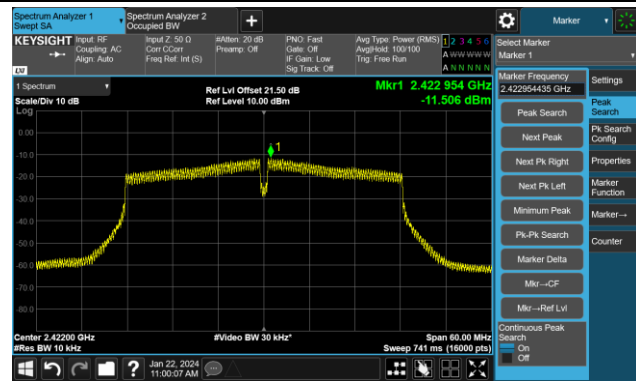 Spectrum Analyzer 1
Swept SA
Spectrum Analyzer 2
Occupied BW
Marker
KEYSIGHT
Input: RF
Coupling: AC
Align: Auto
Input Z: 50 Ω
Corr CCorr
Freq Ref: Int (S)
#Atten: 20 dB
Preamp: Off
PNO: Fast
Gate: Off
IF Gain: Low
Sig Track: Off
Avg Type: Power (RMS)
Avg|Hold: 100/100
Trig: Free Run
1 2 3 4 5 6
A W W W W W
A N N N N N
LXI
1 Spectrum
Scale/Div 10 dB
Log
Ref Lvl Offset 21.50 dB
Ref Level 10.00 dBm
Mkr1 2.422 954 GHz
-11.506 dBm
1
0.00
-10.0
-20.0
-30.0
-40.0
-50.0
-60.0
-70.0
-80.0
Center 2.42200 GHz
#Res BW 10 kHz
#Video BW 30 kHz*
Span 60.00 MHz
Sweep 741 ms (16000 pts)
Select Marker
Marker 1
Marker Frequency
2.422954435 GHz
Peak Search
Next Peak
Next Pk Right
Next Pk Left
Minimum Peak
Pk-Pk Search
Marker Delta
Mkr→CF
Mkr→Ref Lvl
Continuous Peak
Search
On
Off
Settings
Peak
Search
Pk Search
Config
Properties
Marker
Function
Marker→
Counter
?
Jan 22, 2024
11:00:07 AM